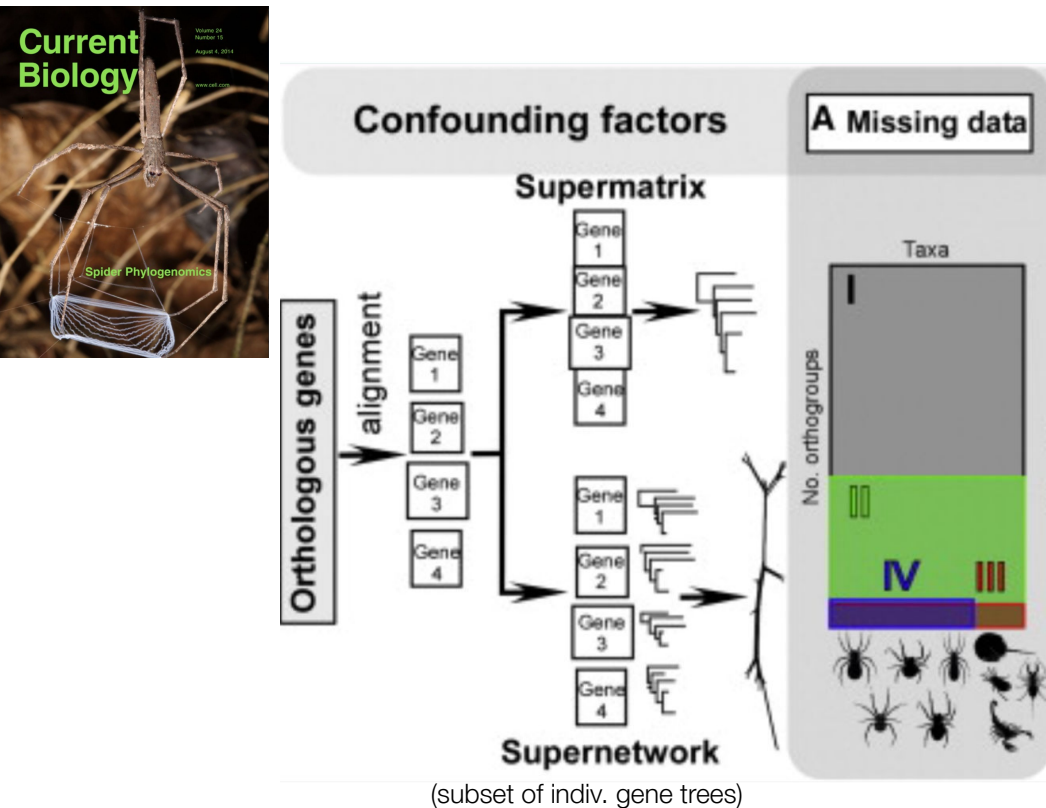 Current
Biology
Volume 24
Number 15
August 4, 2014
www.cell.com
Spider Phylogenomics
Confounding factors
A Missing data
Supermatrix
Gene
1
Gene
2
Gene
3
Gene
4
Orthologous genes
alignment
Gene
1
Gene
2
Gene
3
Gene
4
Gene
1
Gene
2
Gene
3
Gene
4
Supernetwork
(subset of indiv. gene trees)
Taxa
No. orthogroups
I
II
IV III